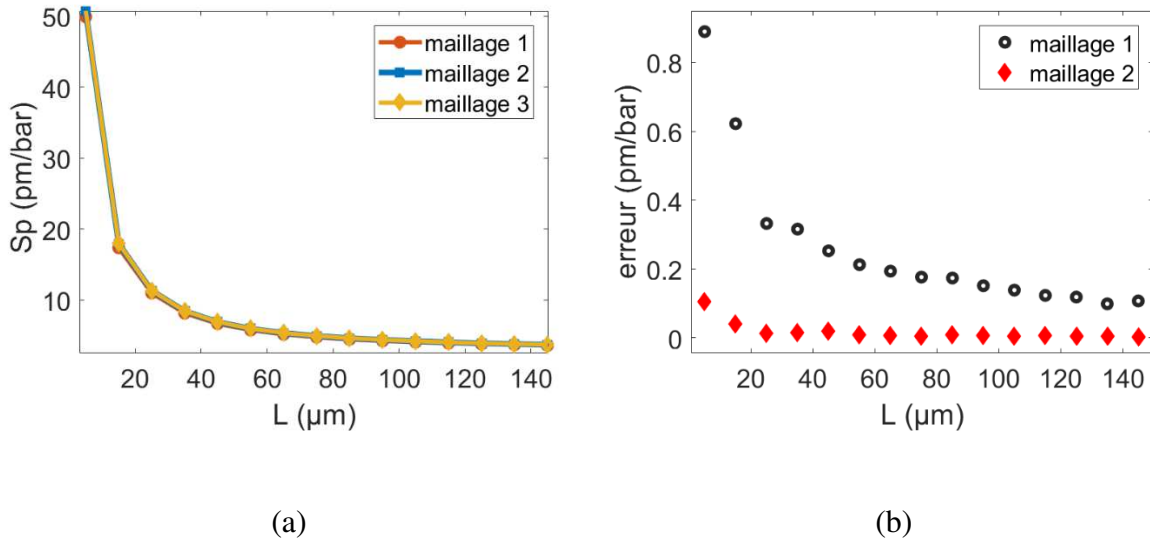 50
40
30
20
10
Sp (pm/bar)
maillage 1
maillage 2
maillage 3
20 40 60 80 100 120 140
L (µm)
(a)
0.8
0.6
0.4
0.2
0
erreur (pm/bar)
maillage 1
maillage 2
20 40 60 80 100 120 140
L (µm)
(b)